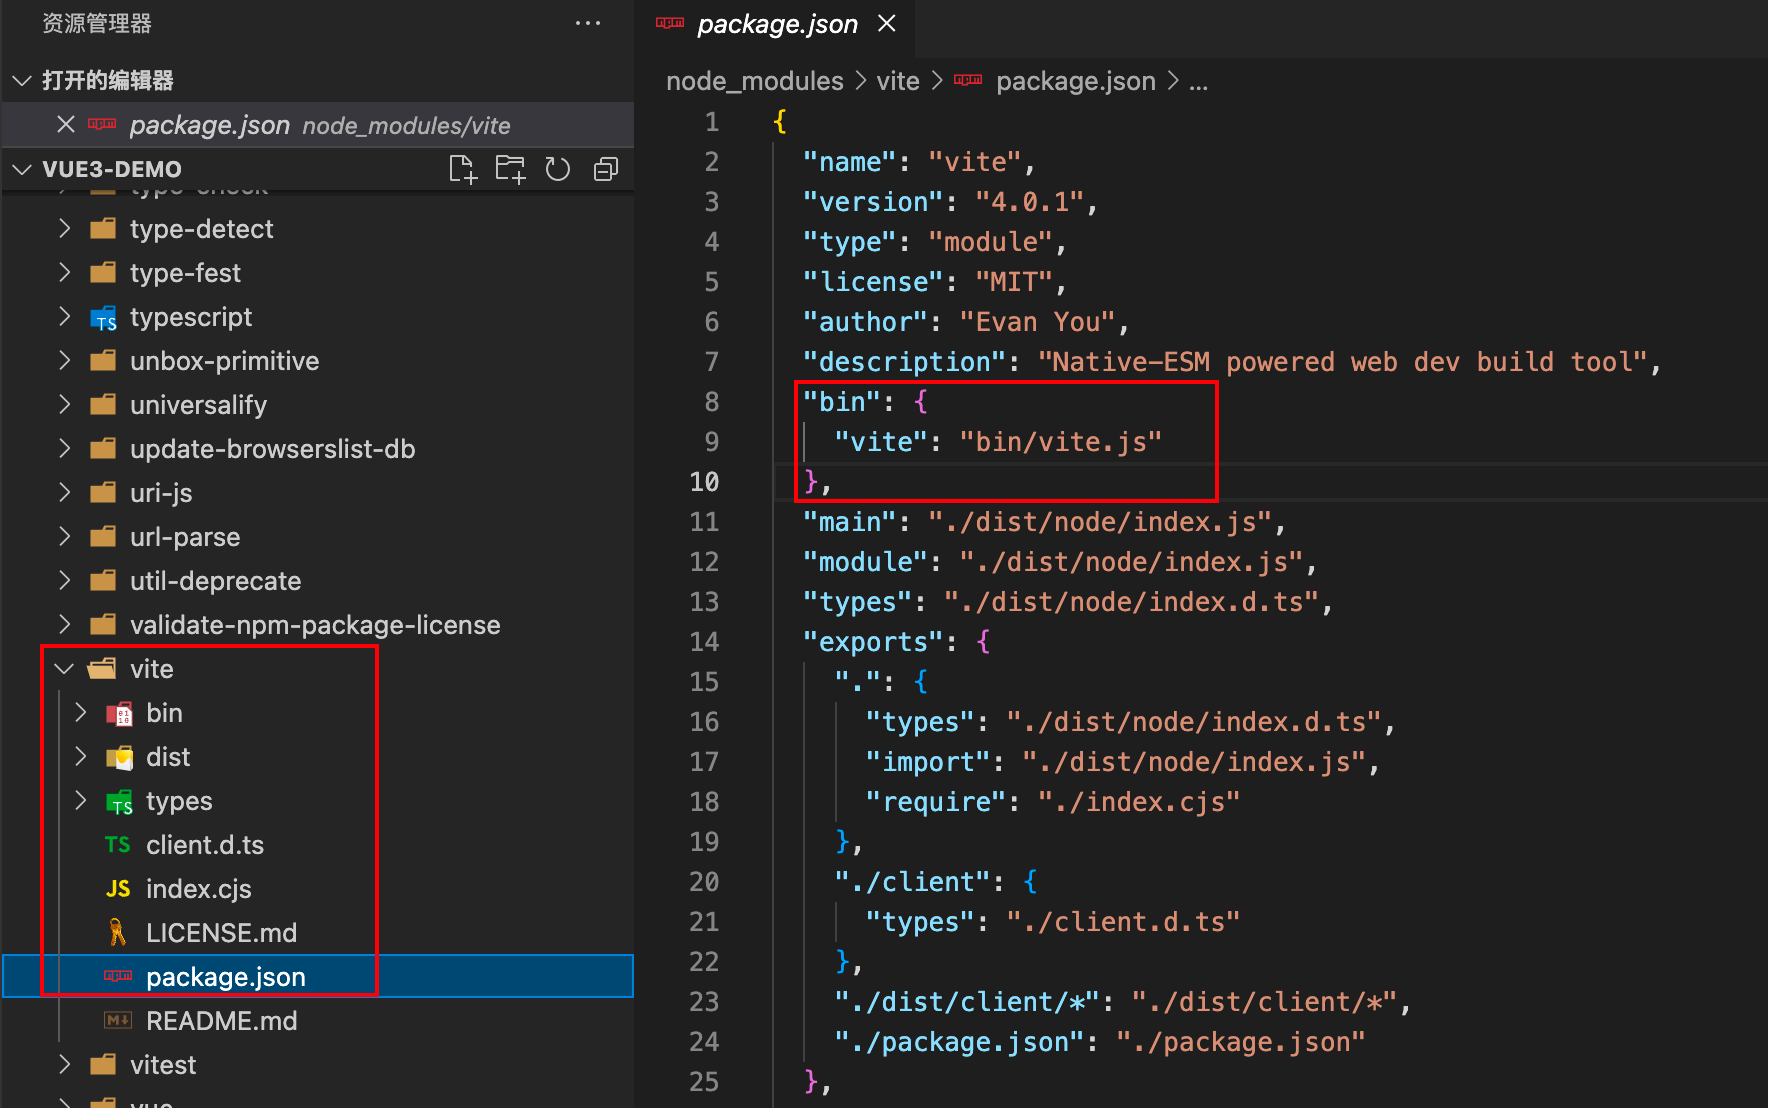 资源管理器
打开的编辑器
package.json node_modules/vite
VUE3-DEMO
type-check
type-detect
type-fest
typescript
unbox-primitive
universalify
update-browserslist-db
uri-js
url-parse
util-deprecate
validate-npm-package-license
vite
bin
dist
types
TS client.d.ts
JS index.cjs
LICENSE.md
package.json
README.md
vitest
vue
package.json
node_modules > vite > package.json > ...
1 {
2 "name": "vite",
3 "version": "4.0.1",
4 "type": "module",
5 "license": "MIT",
6 "author": "Evan You",
7 "description": "Native-ESM powered web dev build tool",
8 "bin": {
9 "vite": "bin/vite.js"
10 },
11 "main": "./dist/node/index.js",
12 "module": "./dist/node/index.js",
13 "types": "./dist/node/index.d.ts",
14 "exports": {
15 ".": {
16 "types": "./dist/node/index.d.ts",
17 "import": "./dist/node/index.js",
18 "require": "./index.cjs"
19 },
20 "./client": {
21 "types": "./client.d.ts"
22 },
23 "./dist/client/*": "./dist/client/*",
24 "./package.json": "./package.json"
25 },